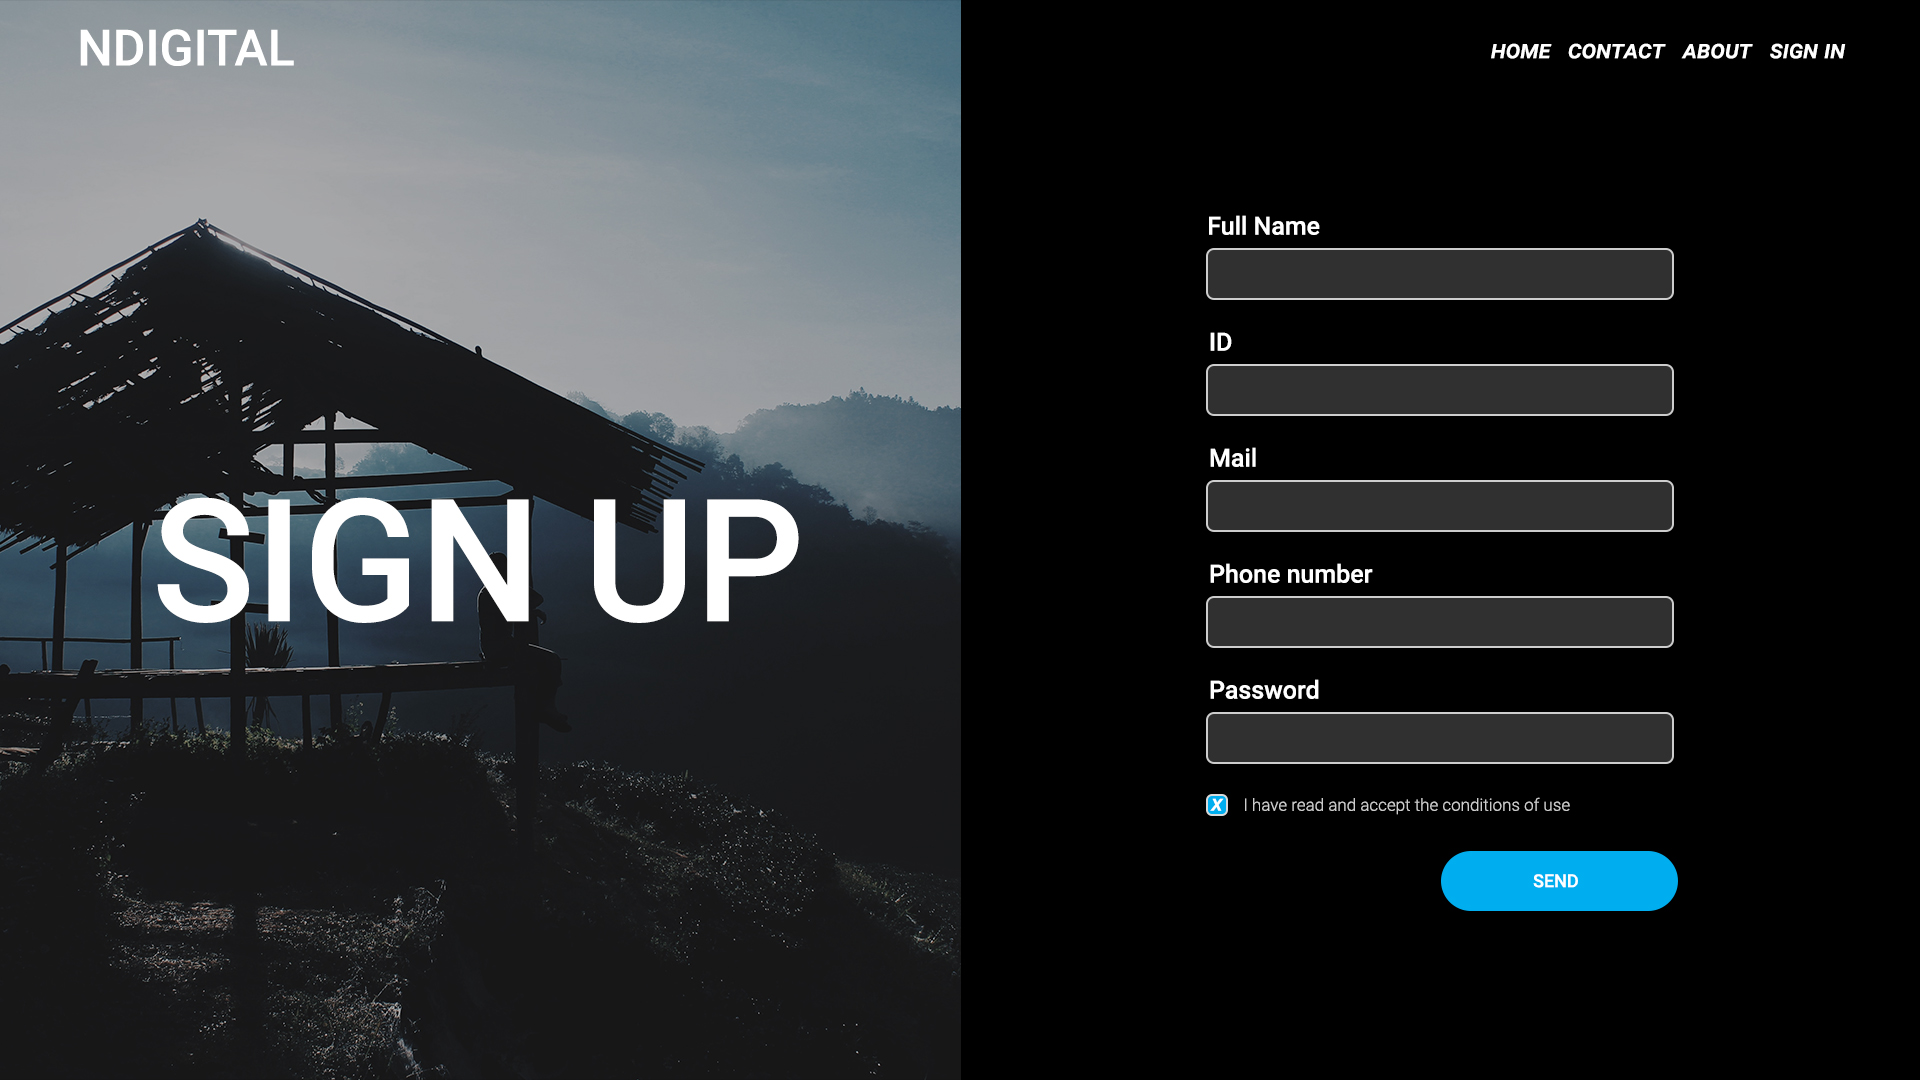 NDIGITAL
HOME CONTACT ABOUT SIGN IN
SIGN UP
Full Name
ID
Mail
Phone number
Password
X I have read and accept the conditions of use
SEND